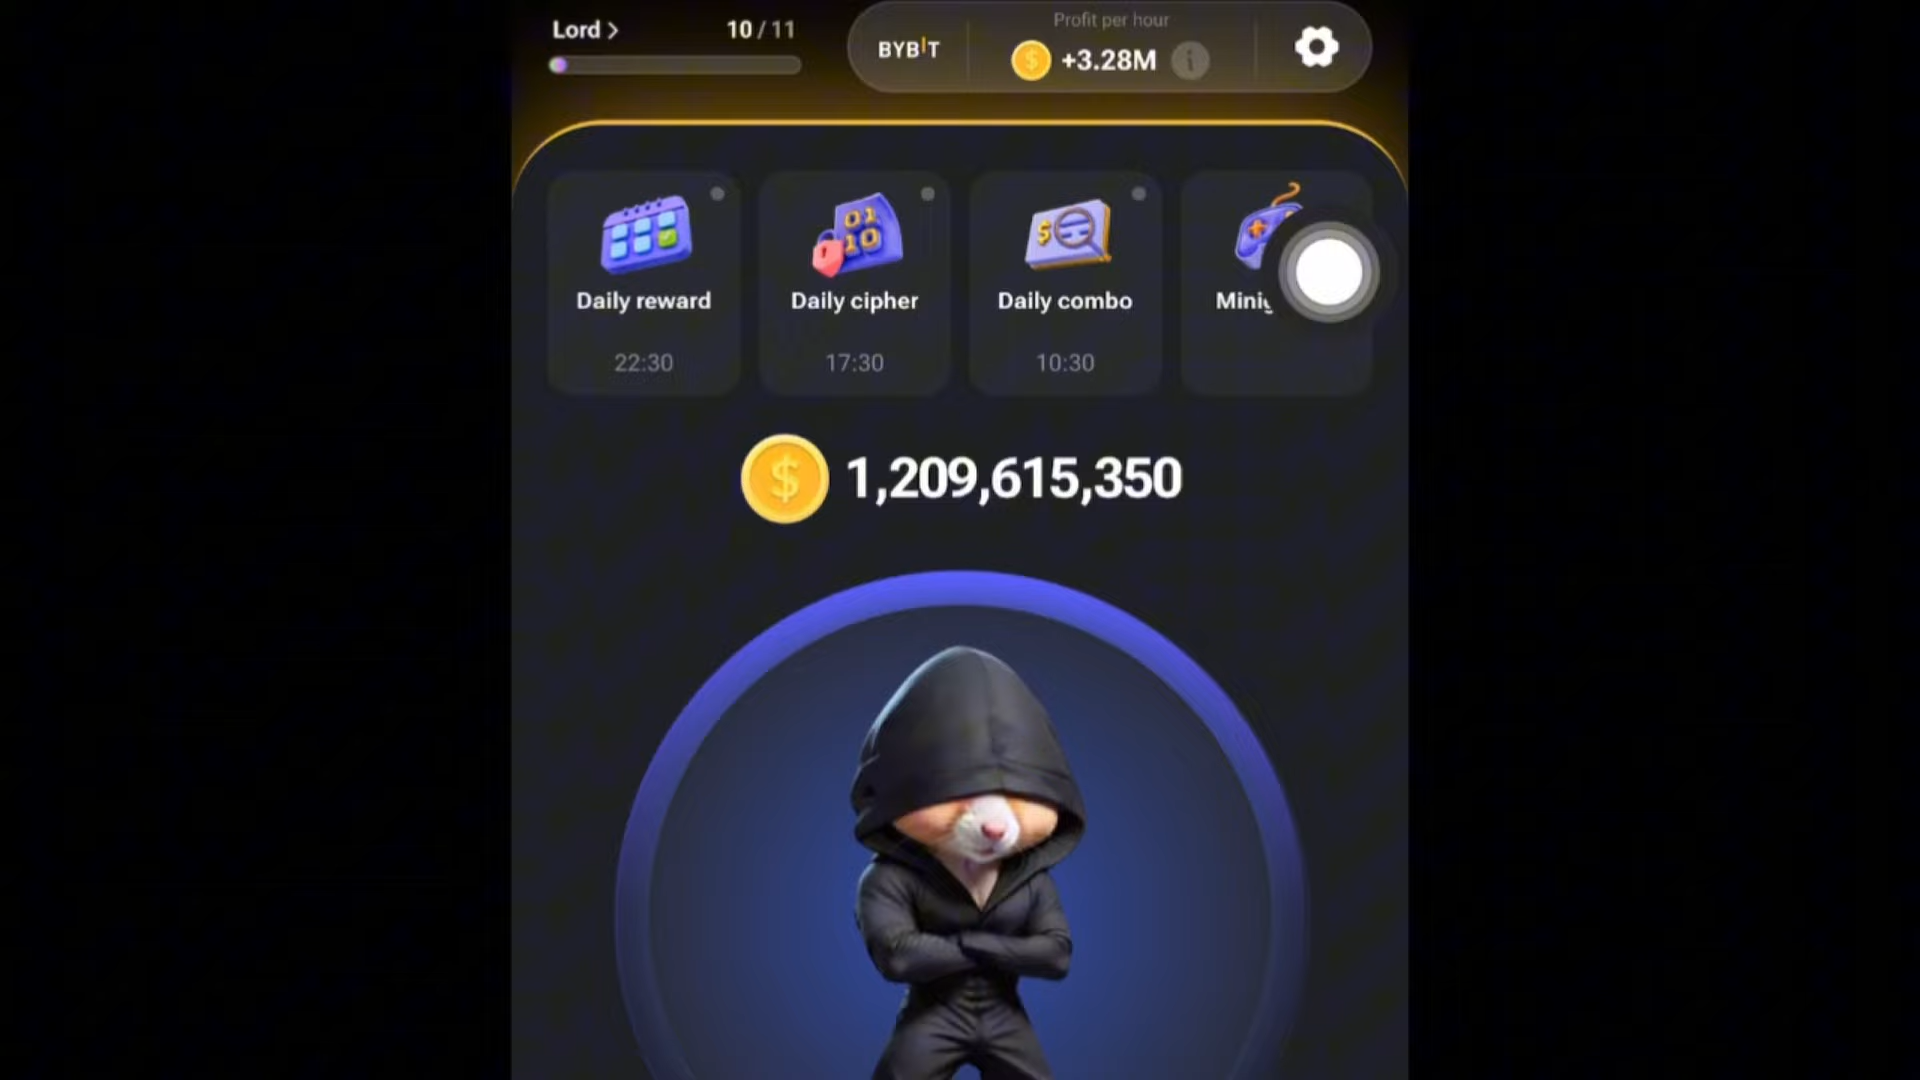 Lord >
10 / 11
BYBIT
Profit per hour
+3.28M
Daily reward
22:30
Daily cipher
17:30
Daily combo
10:30
1,209,615,350